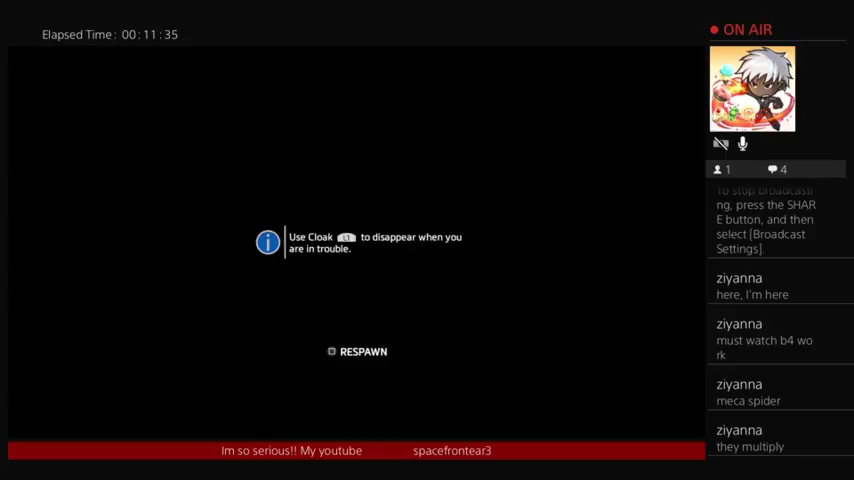 Elapsed Time: 00:11:35
ON AIR
1
4
To stop broadcasti
ng, press the SHAR
E button, and then
select [Broadcast
Settings].
ziyanna
here, I'm here
ziyanna
must watch b4 wo
rk
ziyanna
meca spider
ziyanna
they multiply
Use Cloak L1 to disappear when you
are in trouble.
RESPAWN
Im so serious!! My youtube spacefrontear3